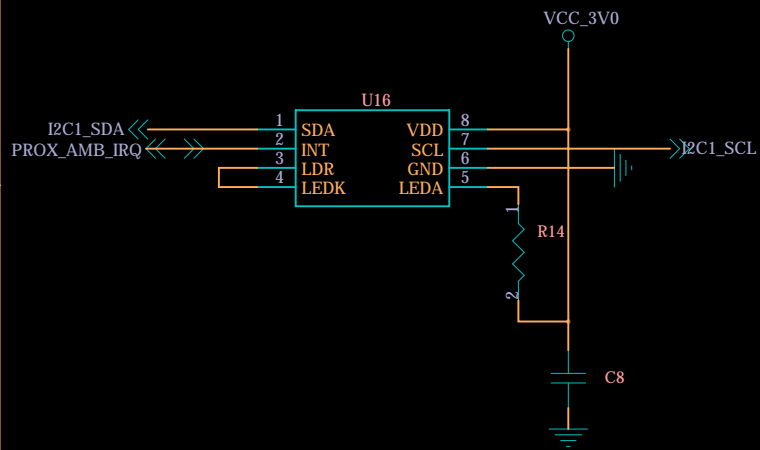 VCC_3V0
U16
I2C1_SDA 1 SDA VDD 8
PROX_AMB_IRQ 2 INT SCL 7 I2C1_SCL
3 LDR GND 6
4 LEDK LEDA 5
1
R14
2
C8